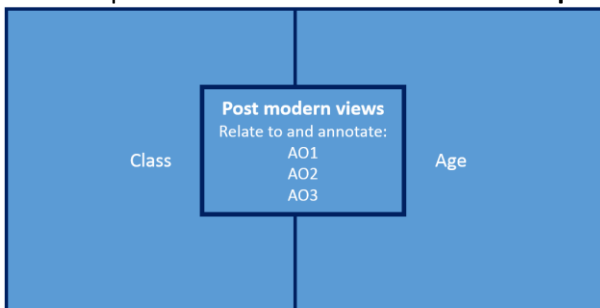 Class
Post modern views
Relate to and annotate:
AO1
AO2
AO3
Age